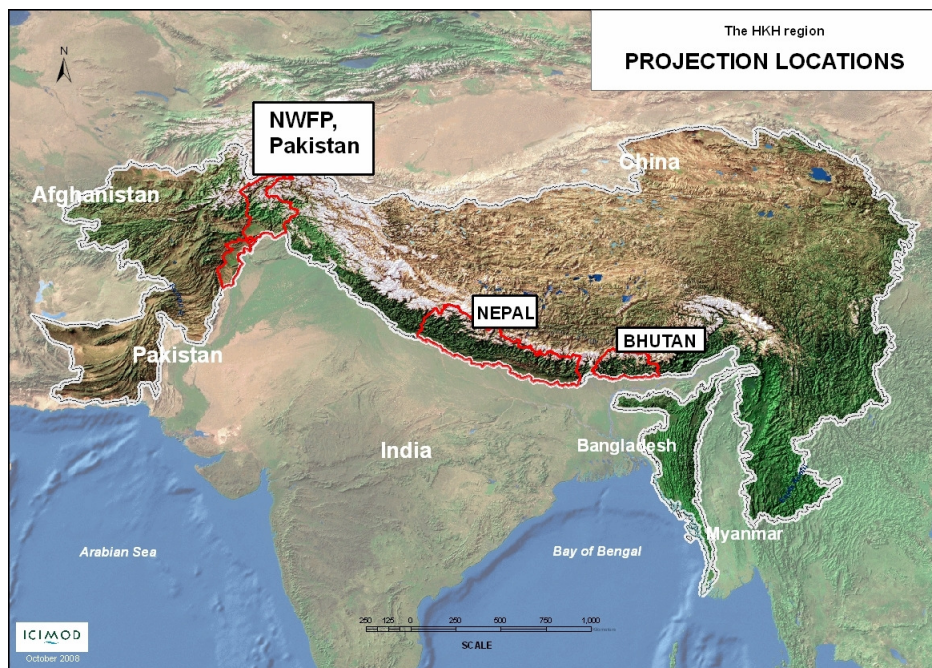 The HKH region
PROJECTION LOCATIONS
N
NWFP,
Pakistan
China
Afghanistan
NEPAL
BHUTAN
Pakistan
India
Bangladesh
Myanmar
Arabian Sea
Bay of Bengal
250 125 0 250 500 750 1,000
SCALE
ICIMOD
October 2008